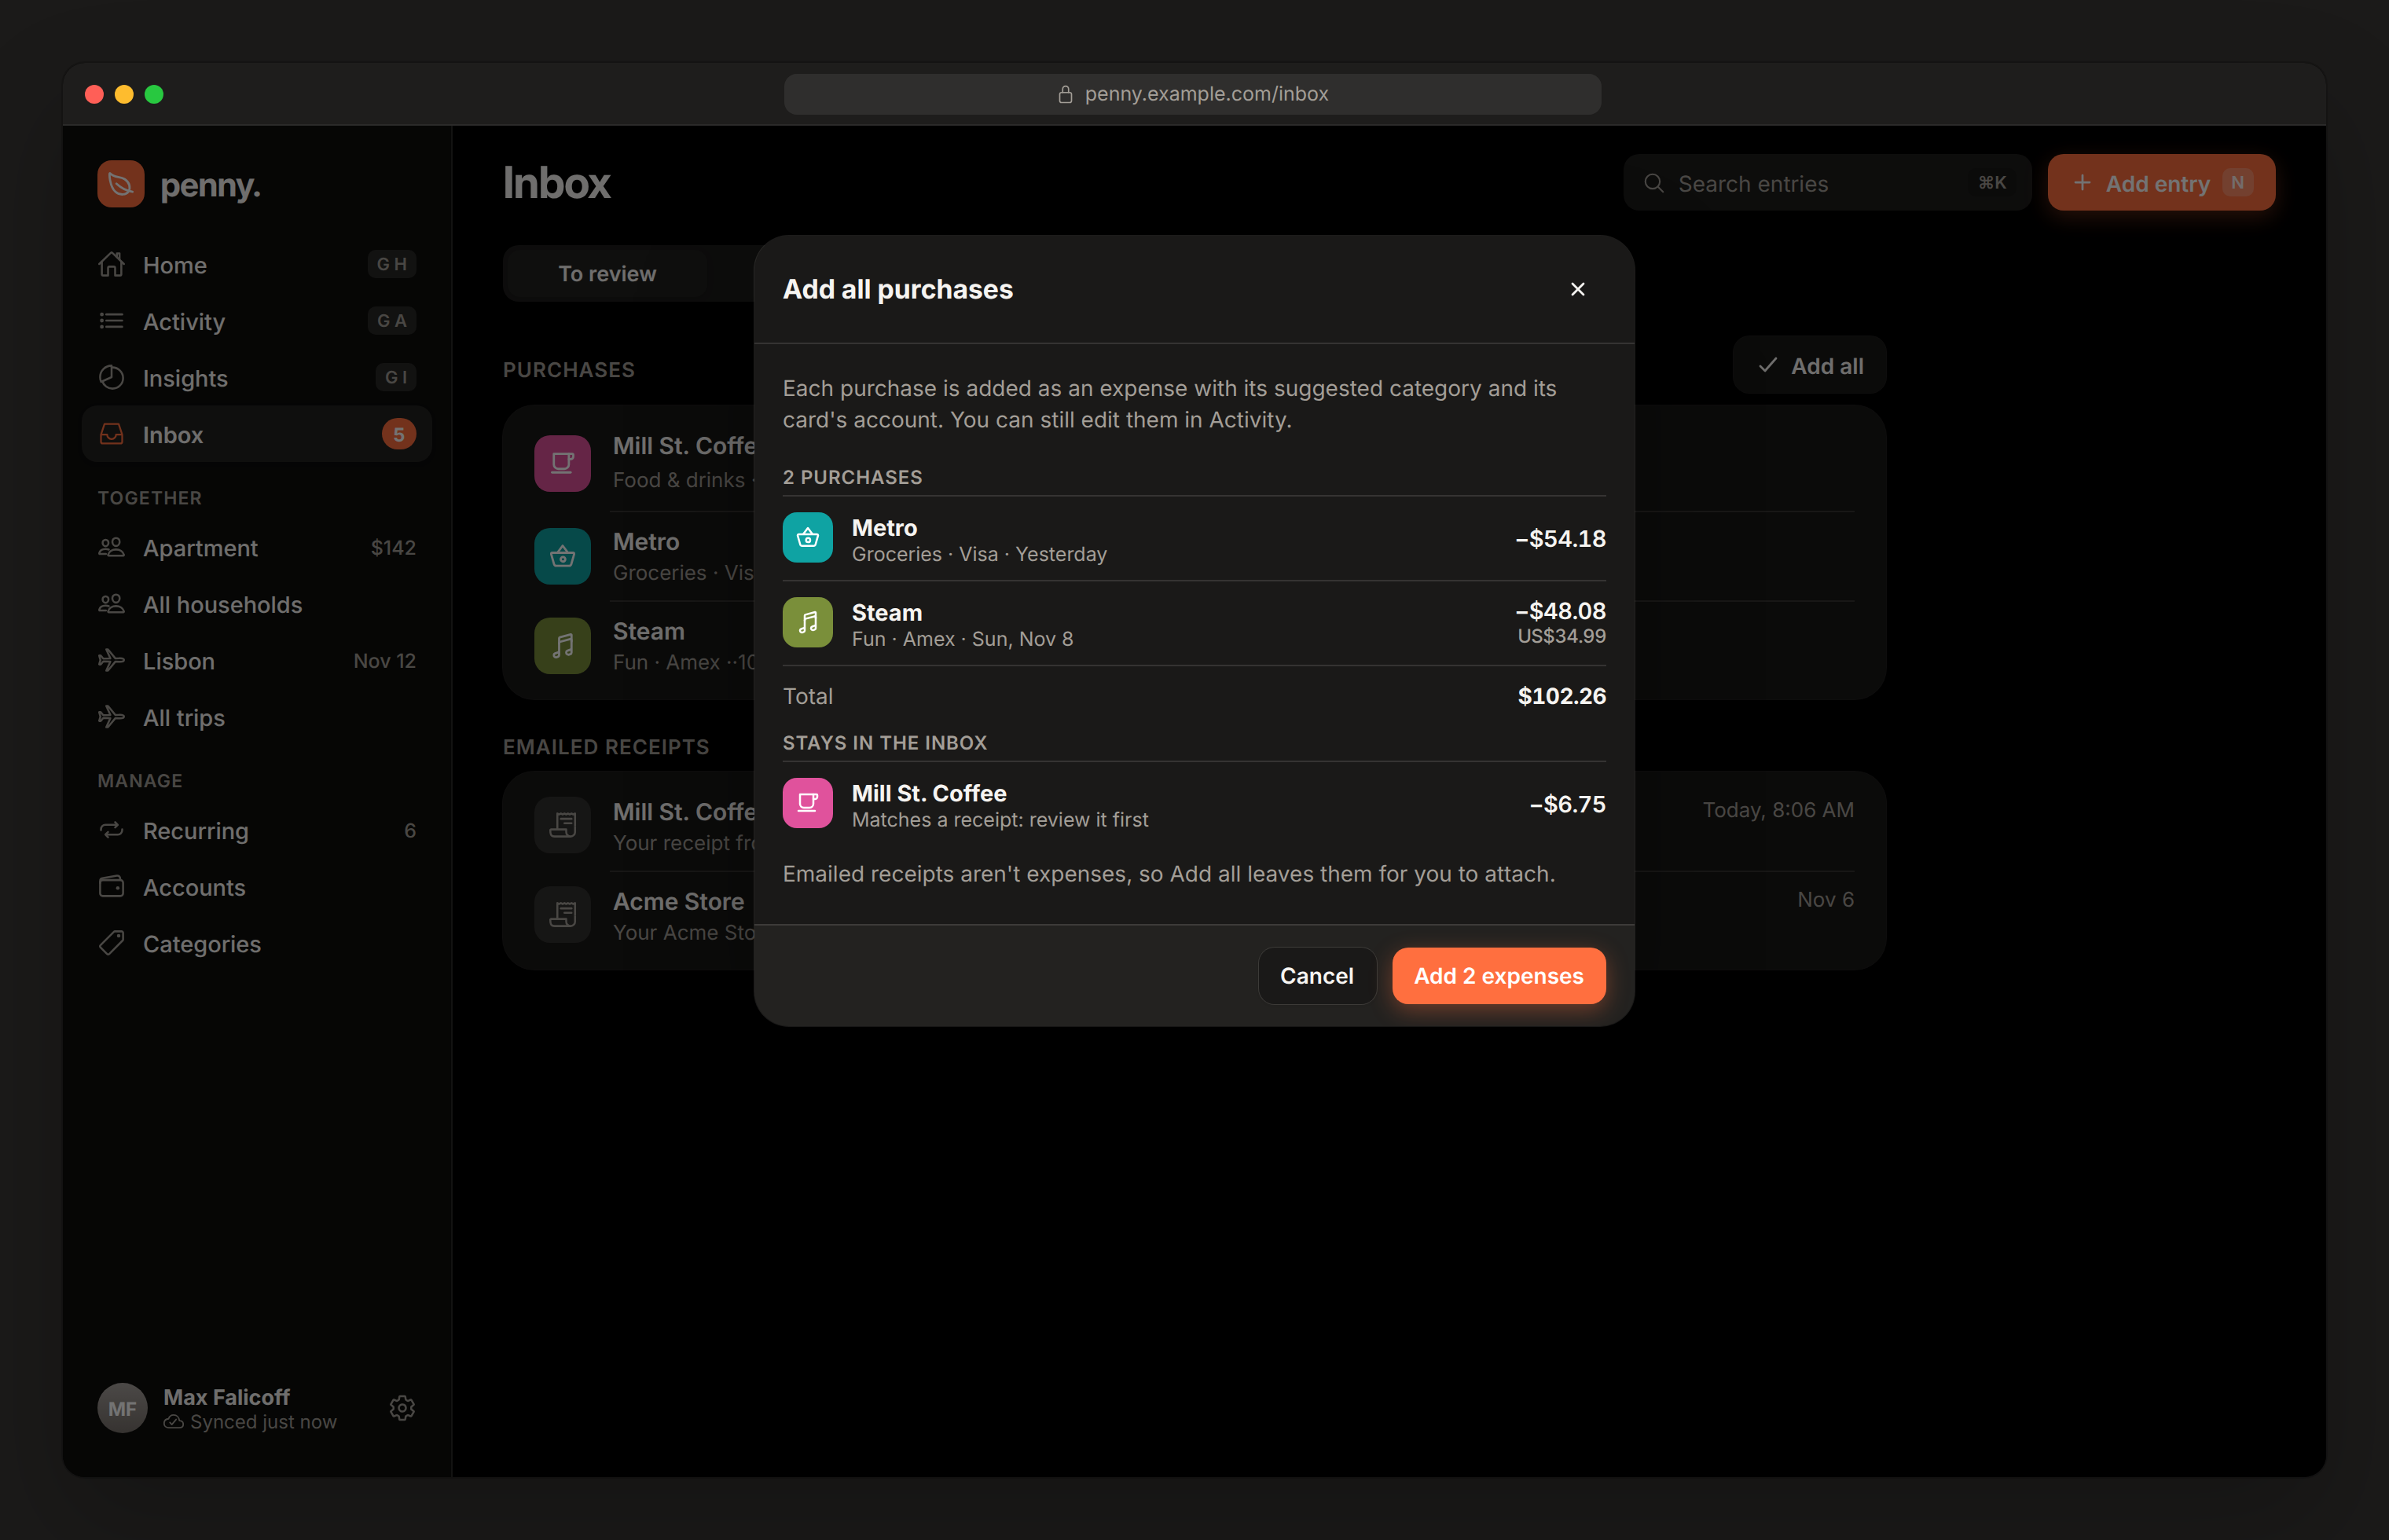 penny.example.com/inbox
penny.
Home
G H
Activity
G A
Insights
G I
Inbox
5
TOGETHER
Apartment
$142
All households
Lisbon
Nov 12
All trips
MANAGE
Recurring
6
Accounts
Categories
MF
Max Falicoff
Synced just now
Inbox
Search entries
⌘K
Add entry
N
To review
PURCHASES
Add all
Mill St. Coffe
Food & drinks
Metro
Groceries · Vis
Steam
Fun · Amex ··10
EMAILED RECEIPTS
Mill St. Coffe
Your receipt fr
Today, 8:06 AM
Acme Store
Your Acme Sto
Nov 6
Add all purchases
Each purchase is added as an expense with its suggested category and its
card's account. You can still edit them in Activity.
2 PURCHASES
Metro
–$54.18
Groceries · Visa · Yesterday
Steam
–$48.08
Fun · Amex · Sun, Nov 8
US$34.99
Total
$102.26
STAYS IN THE INBOX
Mill St. Coffee
–$6.75
Matches a receipt: review it first
Emailed receipts aren't expenses, so Add all leaves them for you to attach.
Cancel
Add 2 expenses